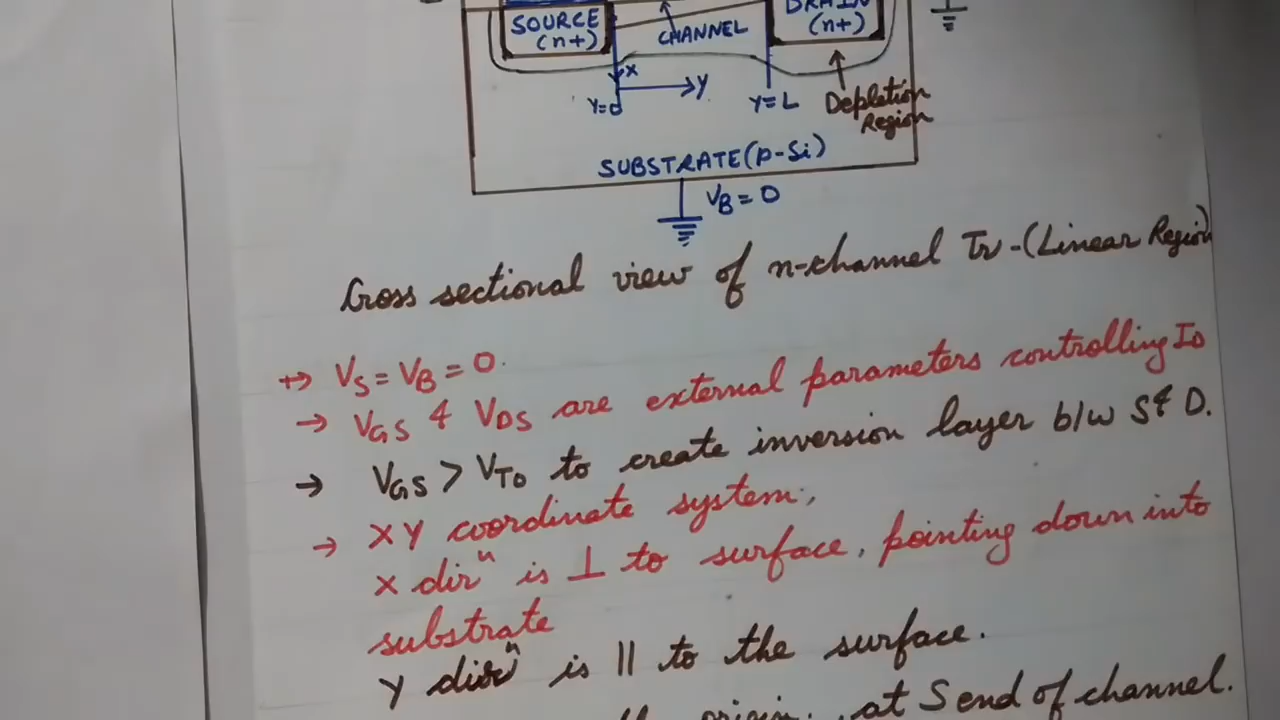 SOURCE
(n+)
CHANNEL
DRAIN
(n+)
X
Y
Y=0
Y=L
Depletion
Region
SUBSTRATE(p-Si)
VB=0
Cross sectional view of n-channel Tr-(Linear Region)
→ VS = VB = 0.
→ VGS & VDS are external parameters controlling ID
→ VGS > VTO to create inversion layer b/w S & D.
→ XY coordinate system;
X dirⁿ is ⊥ to surface, pointing down into
substrate
Y dirⁿ is || to the surface.
origin at S end of channel.